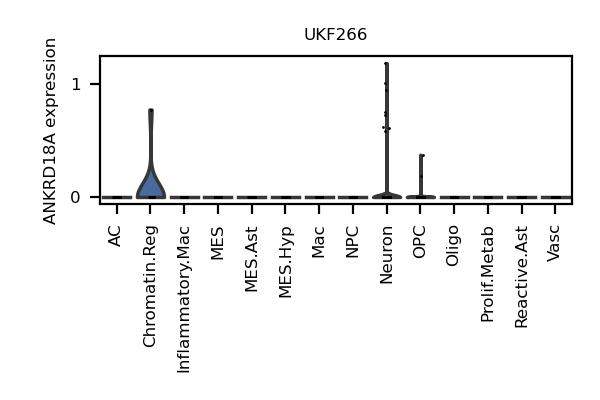 UKF266
ANKRD18A expression
1
0
AC
Chromatin.Reg
Inflammatory.Mac
MES
MES.Ast
MES.Hyp
Mac
NPC
Neuron
OPC
Oligo
Prolif.Metab
Reactive.Ast
Vasc